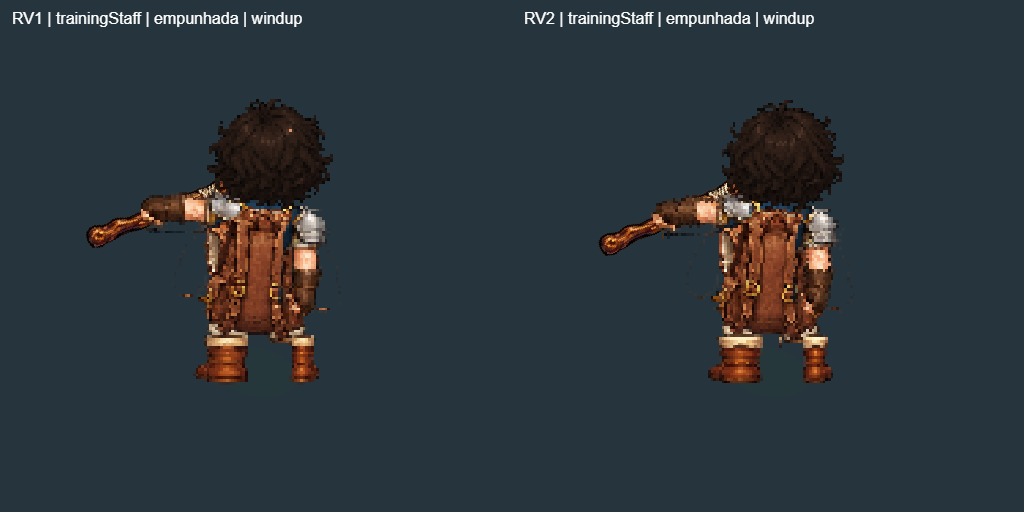 RV1 | trainingStaff | empunhada | windup
RV2 | trainingStaff | empunhada | windup